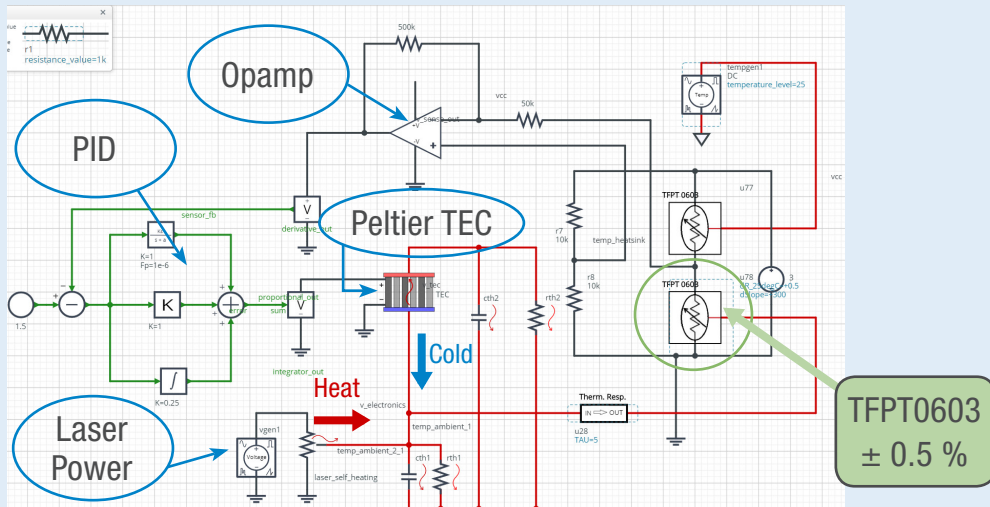 r1
resistance_value=1k
500k
Opamp
vcc
50k
tempgen1
DC
temperature_level=25
Temp
PID
vcc
TFPT 0603
u77
sensor_fb
V
derivative_out
Peltier TEC
r7
10k
temp_heatsink
r8
10k
K=1
Fp=1e-6
u78
3
TFPT 0603
TEC
cth2
rth2
1.5
K
K=1
proportional_out
error
sum
V
integrator_out
Cold
∫
K=0.25
Heat
v_electronics
temp_ambient_1
Therm. Resp.
IN => OUT
u28
TAU=5
TFPT0603
± 0.5 %
Laser
Power
vgen1
Voltage
temp_ambient_2_1
laser_self_heating
cth1
rth1